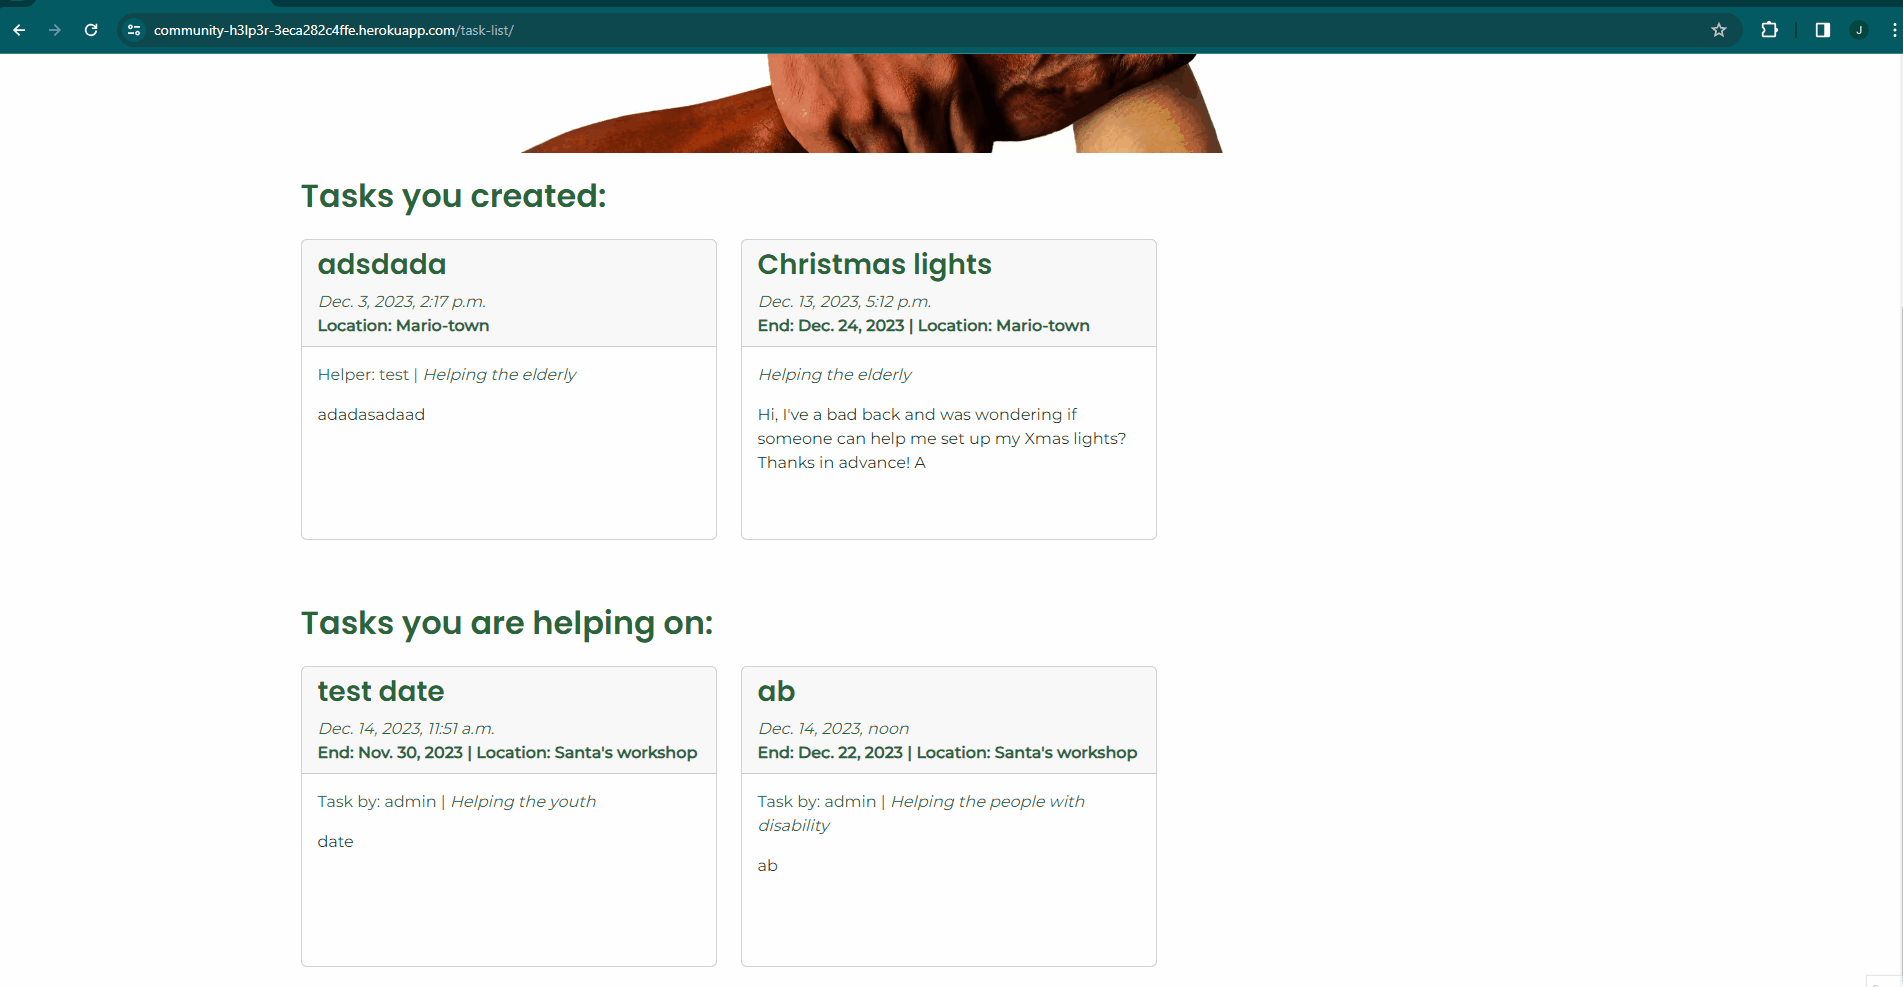 community-h3lp3r-3eca282c4ffe.herokuapp.com/task-list/
J
Tasks you created:
adsdada
Dec. 3, 2023, 2:17 p.m.
Location: Mario-town
Helper: test | Helping the elderly
adadasadaad
Christmas lights
Dec. 13, 2023, 5:12 p.m.
End: Dec. 24, 2023 | Location: Mario-town
Helping the elderly
Hi, I've a bad back and was wondering if
someone can help me set up my Xmas lights?
Thanks in advance! A
Tasks you are helping on:
test date
Dec. 14, 2023, 11:51 a.m.
End: Nov. 30, 2023 | Location: Santa's workshop
Task by: admin | Helping the youth
date
ab
Dec. 14, 2023, noon
End: Dec. 22, 2023 | Location: Santa's workshop
Task by: admin | Helping the people with
disability
ab